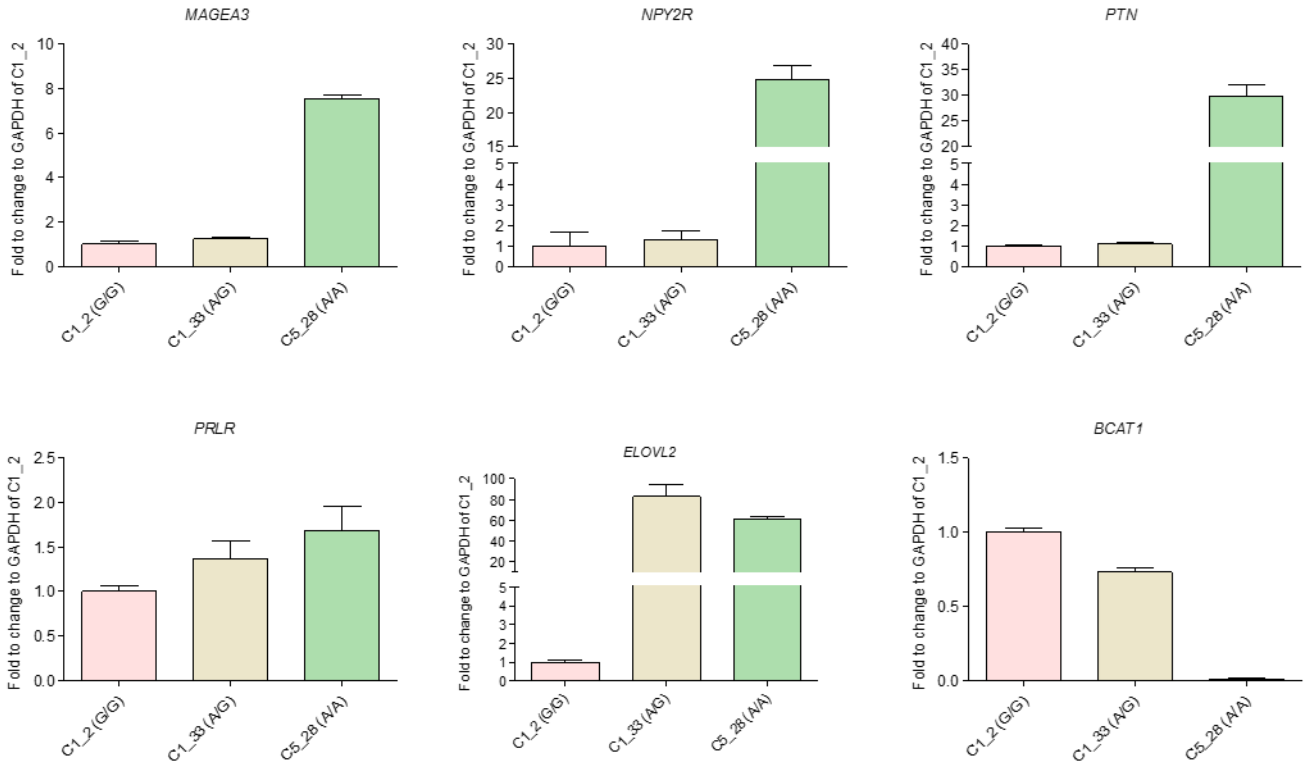 MAGEA3
Fold to change to GAPDH of C1_2
10
8
6
4
2
0
C1_2 (G/G)
C1_33 (A/G)
C5_28 (A/A)
NPY2R
Fold to change to GAPDH of C1_2
30
25
20
15
5
4
3
2
1
0
C1_2 (G/G)
C1_33 (A/G)
C5_28 (A/A)
PTN
Fold to change to GAPDH of C1_2
40
35
30
25
20
5
4
3
2
1
0
C1_2 (G/G)
C1_33 (A/G)
C5_28 (A/A)
PRLR
Fold to change to GAPDH of C1_2
2.5
2.0
1.5
1.0
0.5
0.0
C1_2 (G/G)
C1_33 (A/G)
C5_28 (A/A)
ELOVL2
Fold to change to GAPDH of C1_2
100
80
60
40
20
5
4
3
2
1
0
C1_2 (G/G)
C1_33 (A/G)
C5_28 (A/A)
BCAT1
Fold to change to GAPDH of C1_2
1.5
1.0
0.5
0.0
C1_2 (G/G)
C1_33 (A/G)
C5_28 (A/A)